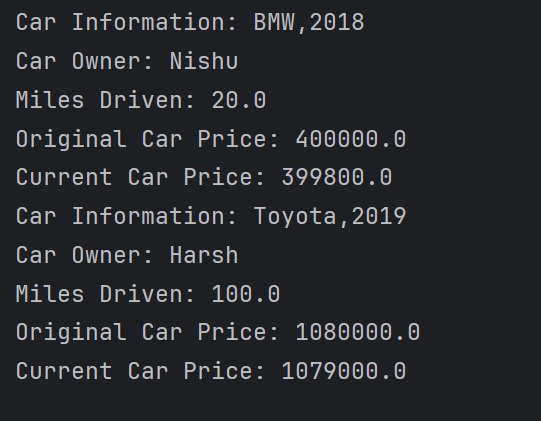 Car Information: BMW,2018
Car Owner: Nishu
Miles Driven: 20.0
Original Car Price: 400000.0
Current Car Price: 399800.0
Car Information: Toyota,2019
Car Owner: Harsh
Miles Driven: 100.0
Original Car Price: 1080000.0
Current Car Price: 1079000.0